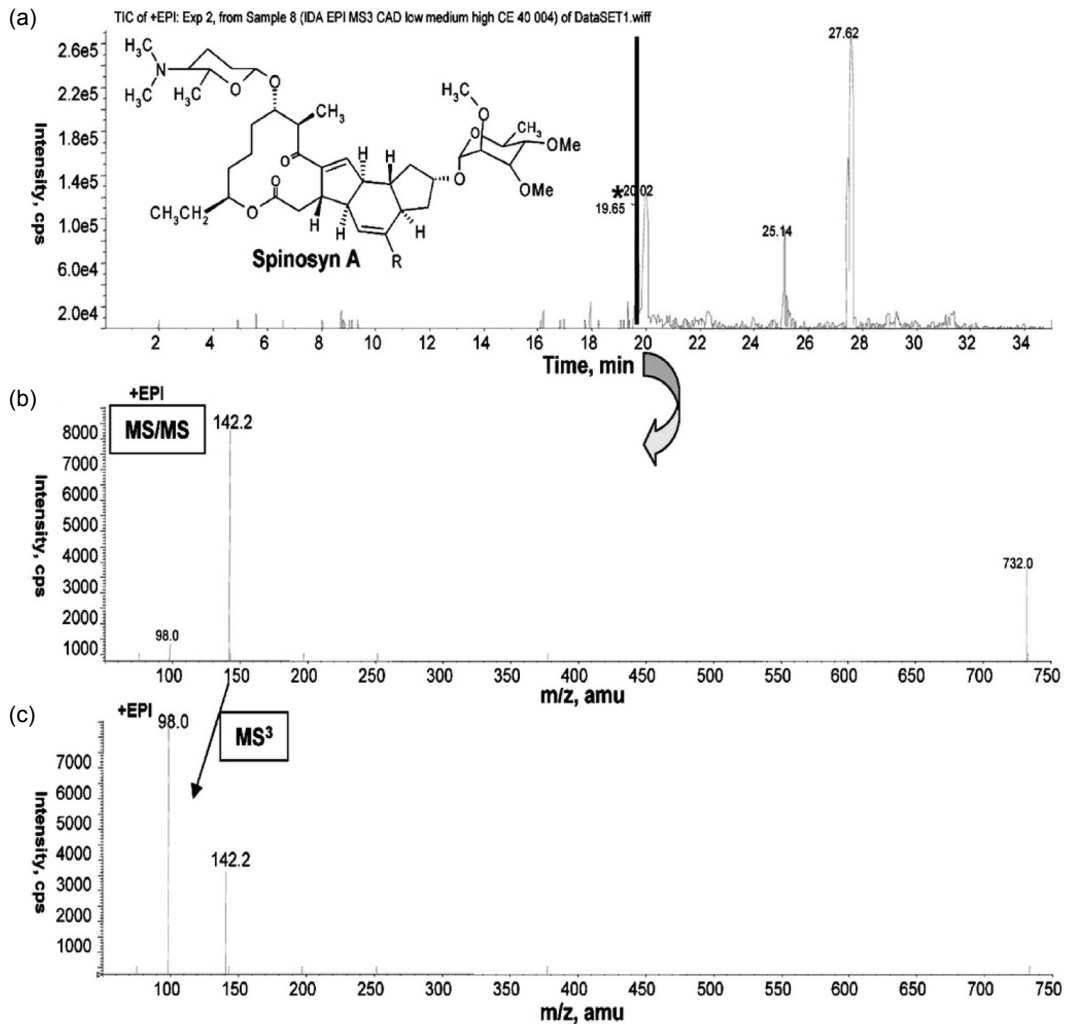 (a)
TIC of +EPI: Exp 2, from Sample 8 (IDA EPI MS3 CAD low medium high CE 40 004) of DataSET1.wiff
Intensity, cps
2.6e5
2.2e5
1.8e5
1.4e5
1.0e5
6.0e4
2.0e4
H₃C
N
H₃C
H₃C
O
O
CH₃
O
O
O
CH₃CH₂
H
H
H
H
H
R
O
O
H₃C
O
CH₃
OMe
OMe
Spinosyn A
*
20.02
19.65
25.14
27.62
2 4 6 8 10 12 14 16 18 20 22 24 26 28 30 32 34
Time, min
(b)
+EPI
MS/MS
Intensity, cps
8000
7000
6000
5000
4000
3000
2000
1000
142.2
98.0
732.0
100 150 200 250 300 350 400 450 500 550 600 650 700 750
m/z, amu
(c)
+EPI
98.0
MS³
Intensity, cps
7000
6000
5000
4000
3000
2000
1000
142.2
100 150 200 250 300 350 400 450 500 550 600 650 700 750
m/z, amu